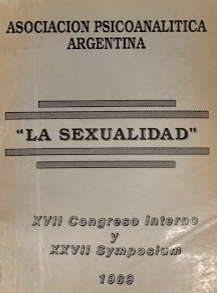 ASOCIACION PSICOANALITICA
ARGENTINA
"LA SEXUALIDAD"
XVII Congreso Interno
y
XXVII Symposium
1989